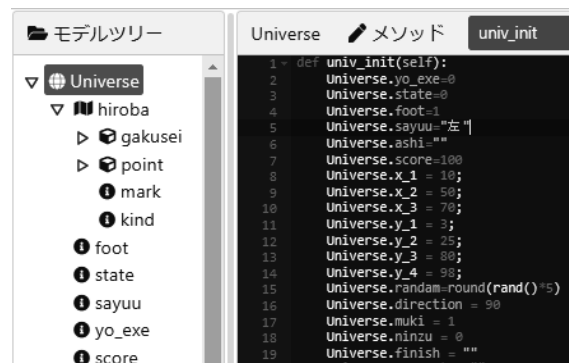 モデルツリー
Universe
hiroba
gakusei
point
mark
kind
foot
state
sayuu
yo_exe
score
Universe メソッド univ_init
1 def univ_init(self):
2 Universe.yo_exe=0
3 Universe.state=0
4 Universe.foot=1
5 Universe.sayuu="左"
6 Universe.ashi=""
7 Universe.score=100
8 Universe.x_1 = 10;
9 Universe.x_2 = 50;
10 Universe.x_3 = 70;
11 Universe.y_1 = 3;
12 Universe.y_2 = 25;
13 Universe.y_3 = 80;
14 Universe.y_4 = 98;
15 Universe.randam=round(rand()*5)
16 Universe.direction = 90
17 Universe.muki = 1
18 Universe.ninzu = 0
19 Universe.finish = ""